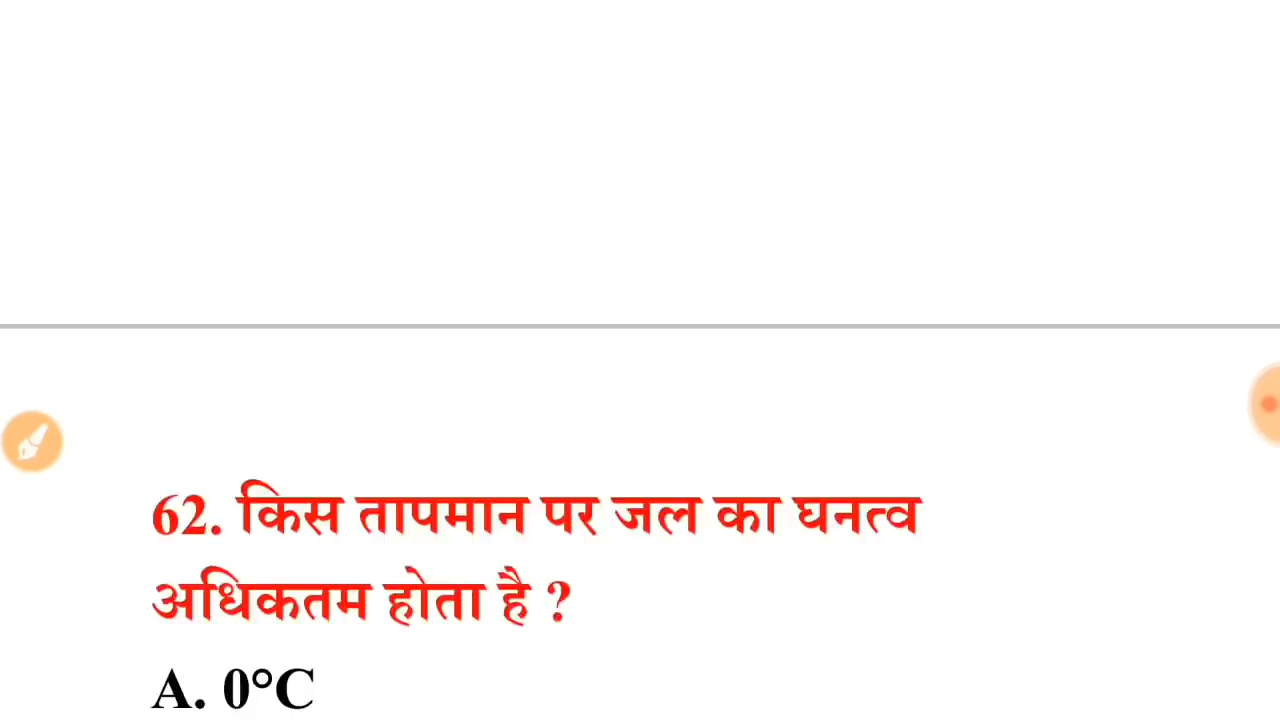 62. किस तापमान पर जल का घनत्व
अधिकतम होता है ?
A. 0°C